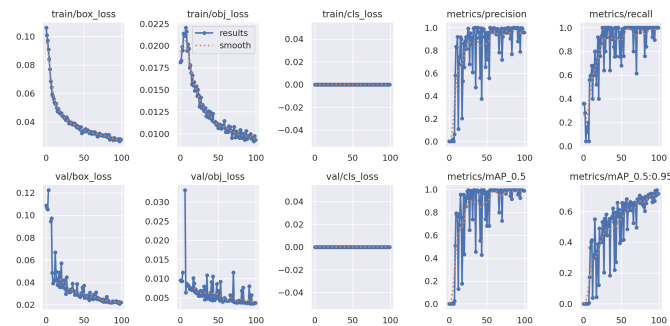 train/box_loss
train/obj_loss
train/cls_loss
metrics/precision
metrics/recall
0.10
0.08
0.06
0.04
0.0225
0.0200
0.0175
0.0150
0.0125
0.0100
results
smooth
0.04
0.02
0.00
−0.02
−0.04
1.0
0.8
0.6
0.4
0.2
0.0
1.0
0.8
0.6
0.4
0.2
0 50 100
0 50 100
0 50 100
0 50 100
0 50 100
val/box_loss
val/obj_loss
val/cls_loss
metrics/mAP_0.5
metrics/mAP_0.5:0.95
0.12
0.10
0.08
0.06
0.04
0.02
0.030
0.025
0.020
0.015
0.010
0.005
0.04
0.02
0.00
−0.02
−0.04
1.0
0.8
0.6
0.4
0.2
0.0
0.6
0.4
0.2
0.0
0 50 100
0 50 100
0 50 100
0 50 100
0 50 100